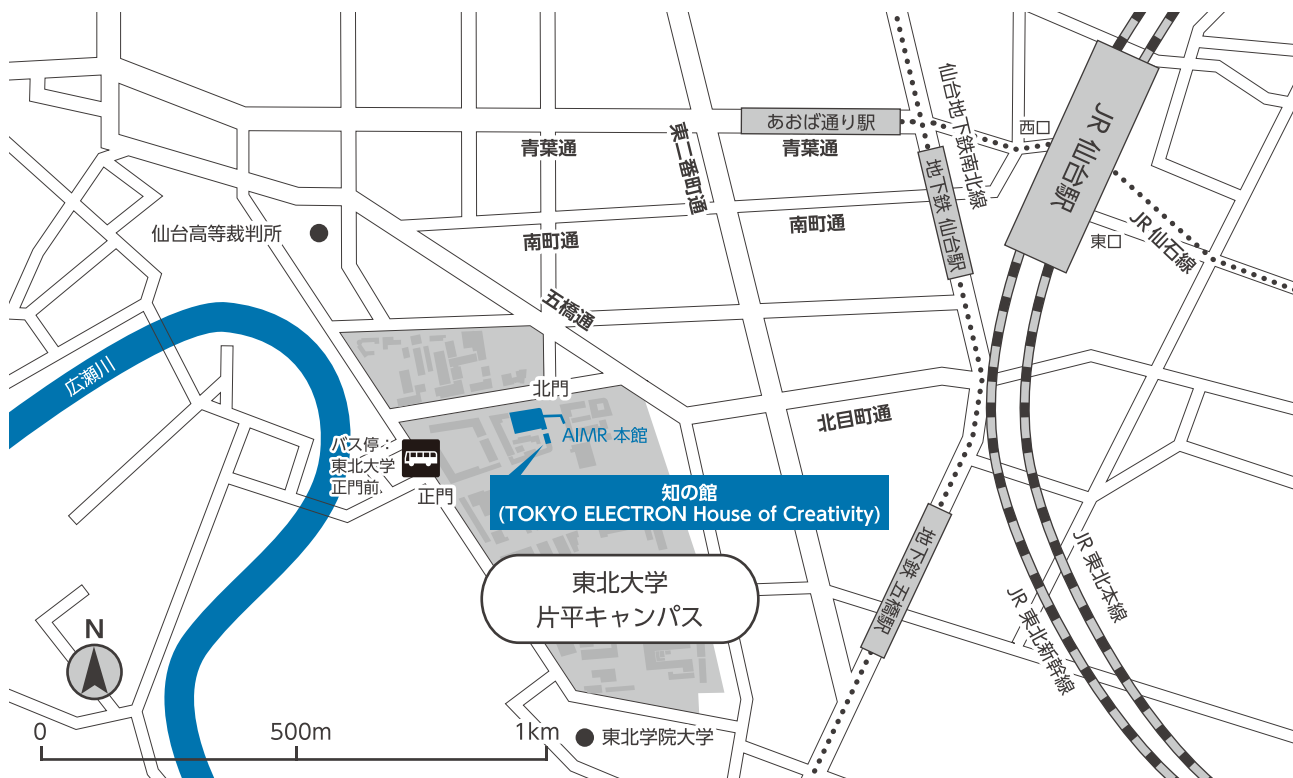 あおば通り駅
仙台地下鉄南北線
西口
JR 仙台駅
青葉通
東二番町通
青葉通
地下鉄 仙台駅
仙台高等裁判所
南町通
南町通
東口
JR 仙石線
五橋通
広瀬川
北門
北目町通
AIMR 本館
バス停：
東北大学
正門前
正門
知の館
(TOKYO ELECTRON House of Creativity)
地下鉄 五橋駅
JR 東北本線
JR 東北新幹線
東北大学
片平キャンパス
N
0
500m
1km
東北学院大学